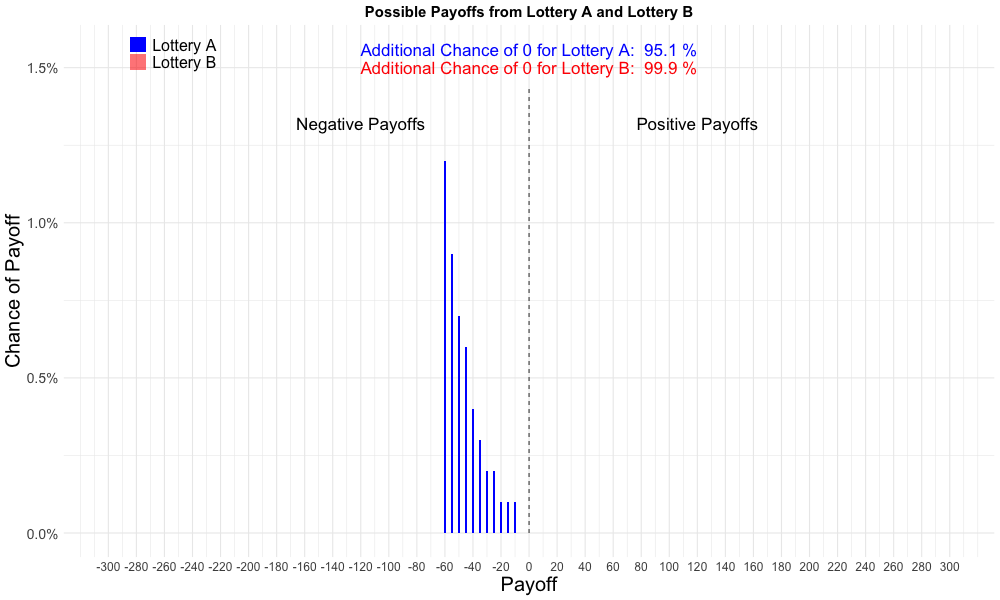 Possible Payoffs from Lottery A and Lottery B
Lottery A
Lottery B
Additional Chance of 0 for Lottery A: 95.1 %
Additional Chance of 0 for Lottery B: 99.9 %
Negative Payoffs
Positive Payoffs
Chance of Payoff
1.5%
1.0%
0.5%
0.0%
-300 -280 -260 -240 -220 -200 -180 -160 -140 -120 -100 -80 -60 -40 -20 0 20 40 60 80 100 120 140 160 180 200 220 240 260 280 300
Payoff